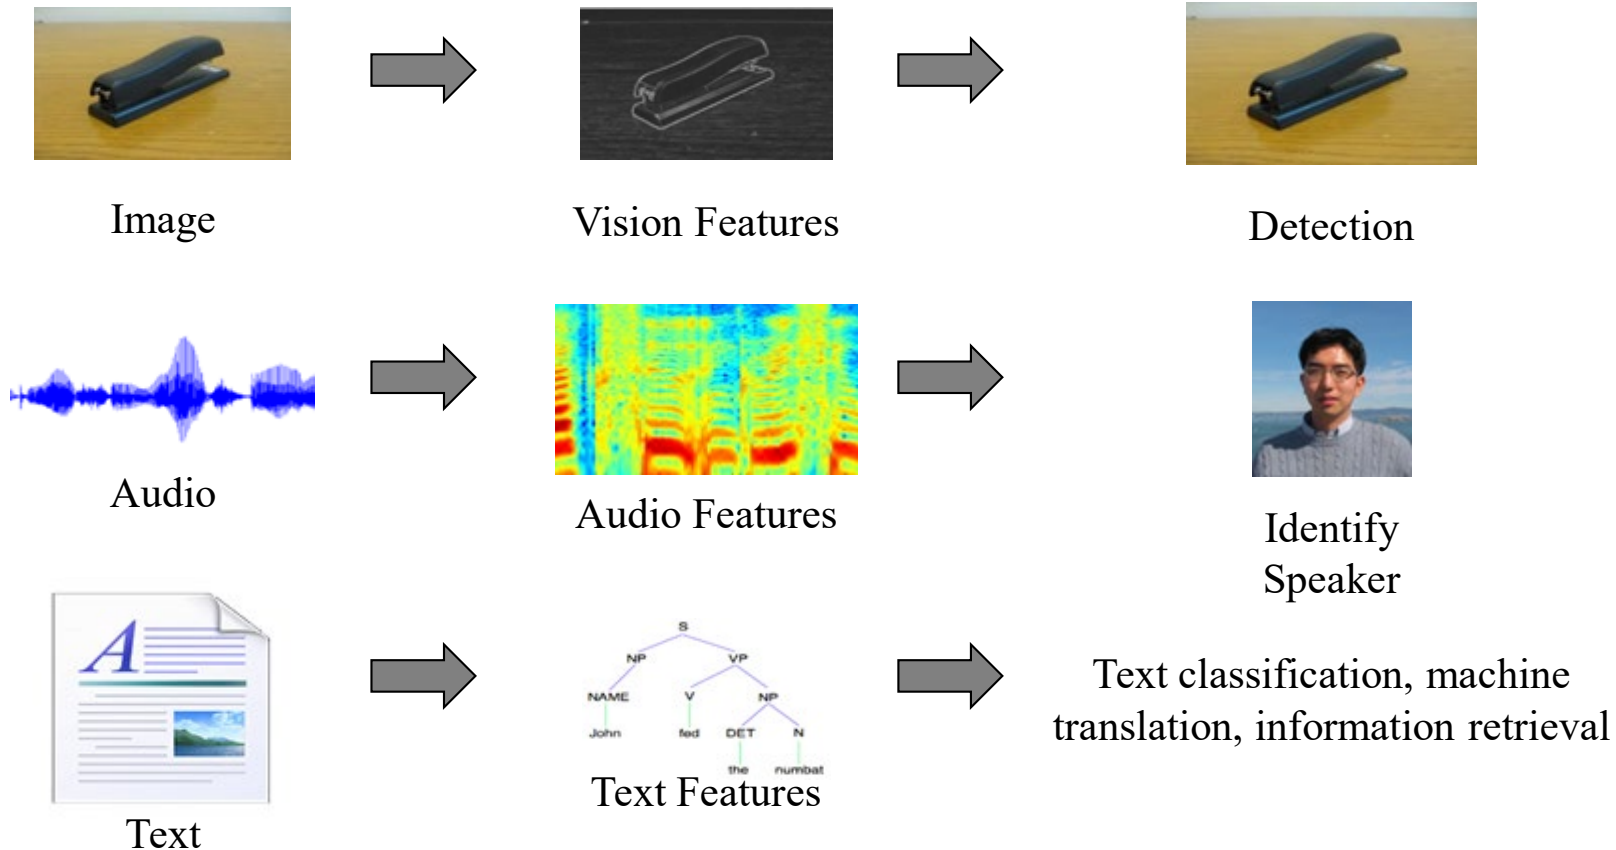 Image
Vision Features
Detection
Audio
Audio Features
Identify
Speaker
A
S
NP VP
NAME V NP
John fed DET N
the numbat
Text Features
Text classification, machine
translation, information retrieval
Text